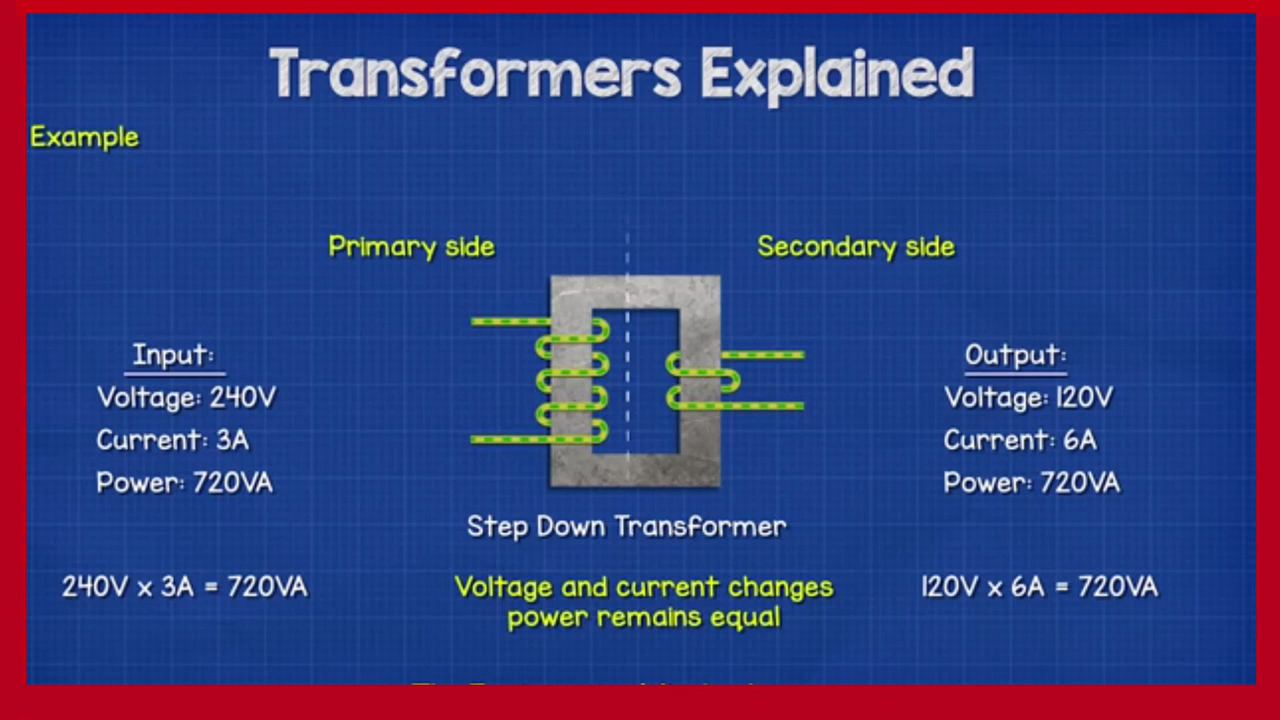 Transformers Explained
Example
Primary side
Secondary side
Input:
Voltage: 240V
Current: 3A
Power: 720VA
Output:
Voltage: 120V
Current: 6A
Power: 720VA
Step Down Transformer
240V x 3A = 720VA
Voltage and current changes
power remains equal
120V x 6A = 720VA